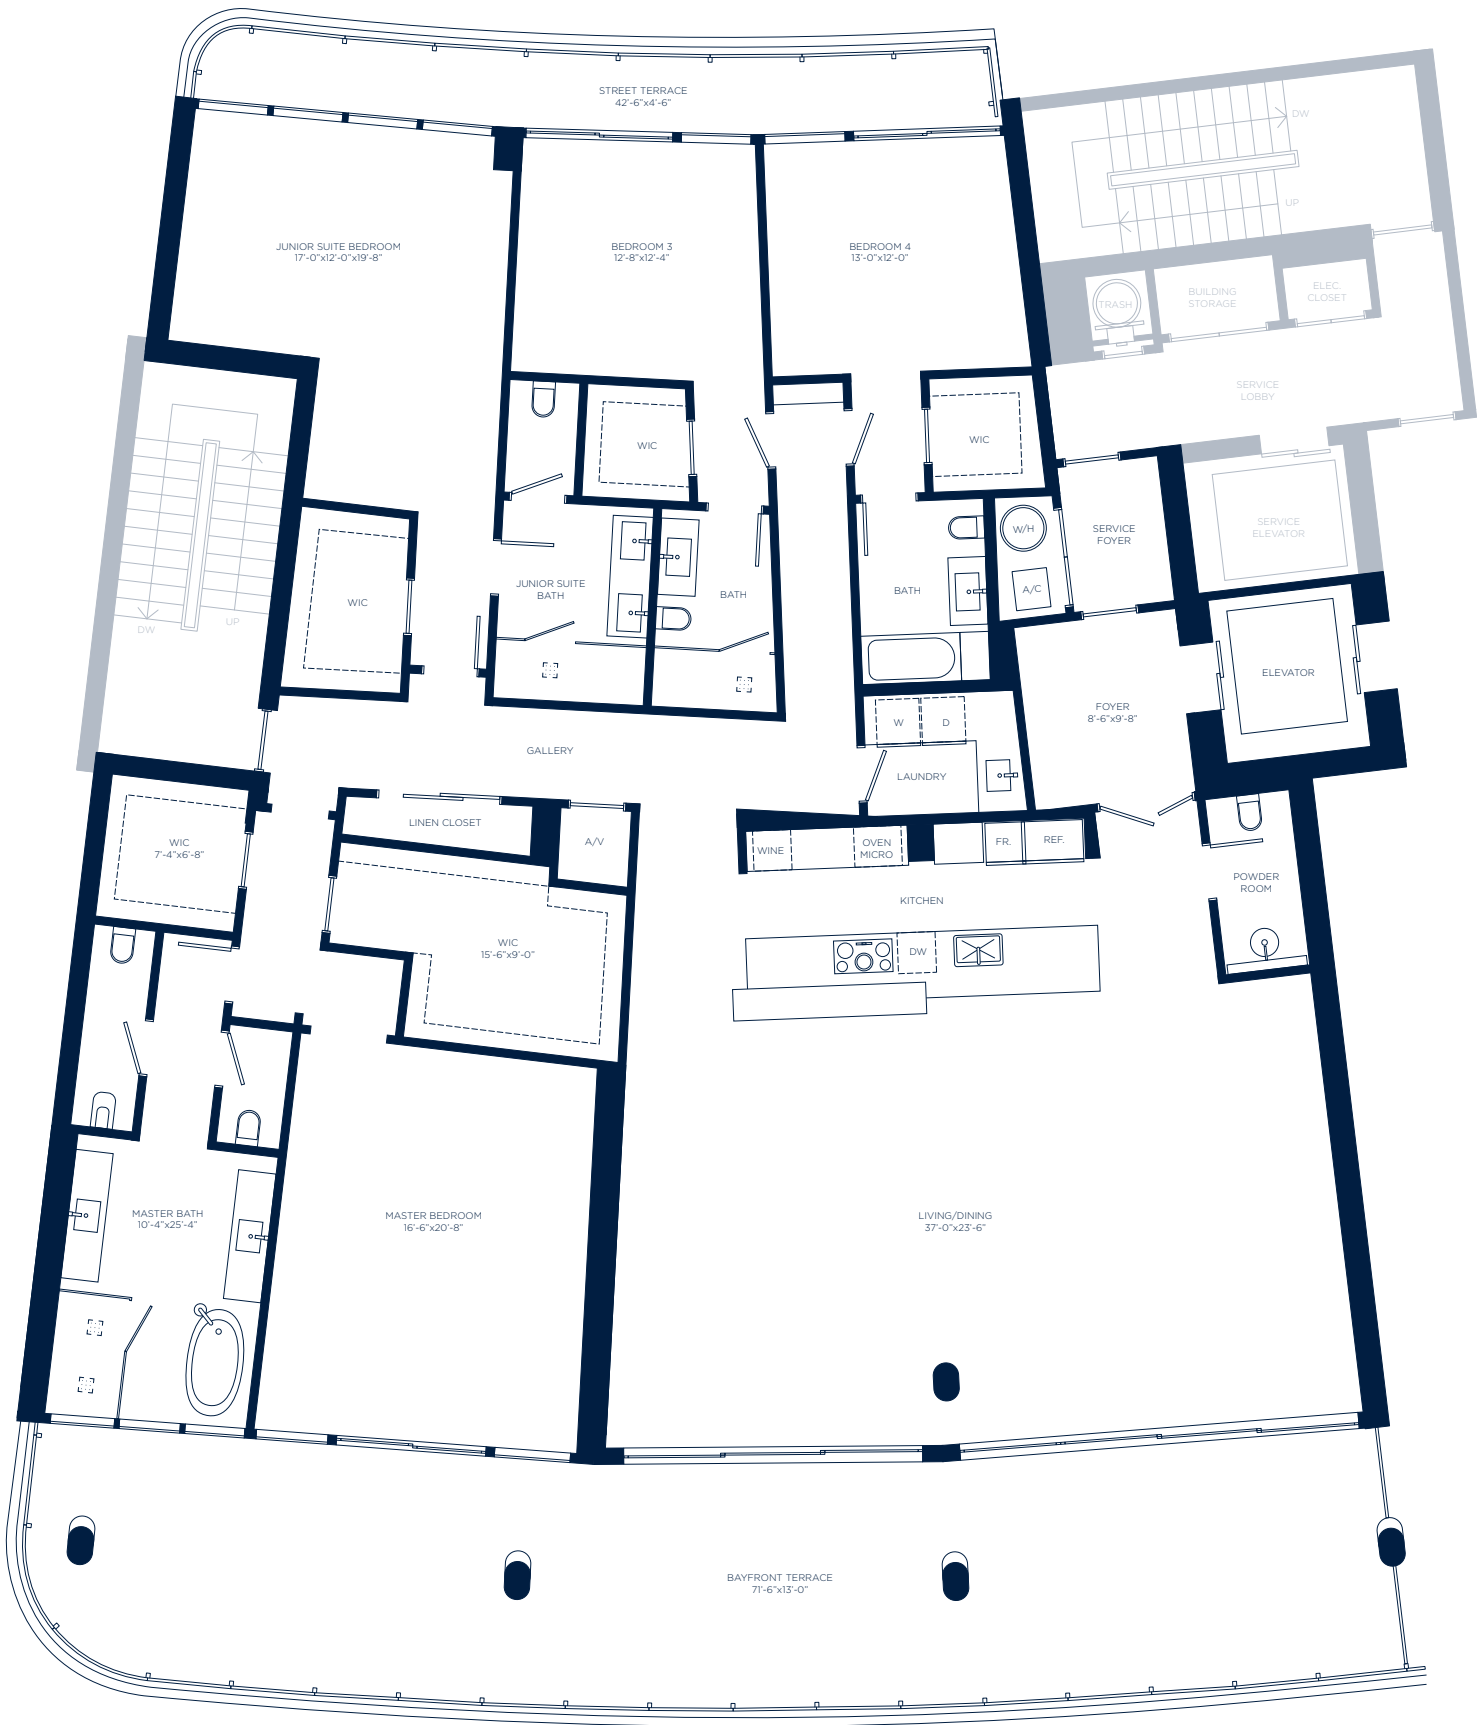 STREET TERRACE
42'-6"x4'-6"
DW
UP
JUNIOR SUITE BEDROOM
17'-0"x12'-0"x19'-8"
BEDROOM 3
12'-8"x12'-4"
BEDROOM 4
13'-0"x12'-0"
TRASH
BUILDING
STORAGE
ELEC.
CLOSET
SERVICE
LOBBY
WIC
WIC
W/H
SERVICE
FOYER
SERVICE
ELEVATOR
JUNIOR SUITE
BATH
BATH
BATH
A/C
WIC
DW
UP
ELEVATOR
FOYER
8'-6"x9'-8"
W
D
GALLERY
LAUNDRY
LINEN CLOSET
A/V
WIC
7'-4"x6'-8"
WINE
OVEN
MICRO
FR.
REF.
POWDER
ROOM
KITCHEN
WIC
15'-6"x9'-0"
DW
MASTER BATH
10'-4"x25'-4"
MASTER BEDROOM
16'-6"x20'-8"
LIVING/DINING
37'-0"x23'-6"
BAYFRONT TERRACE
71'-6"x13'-0"